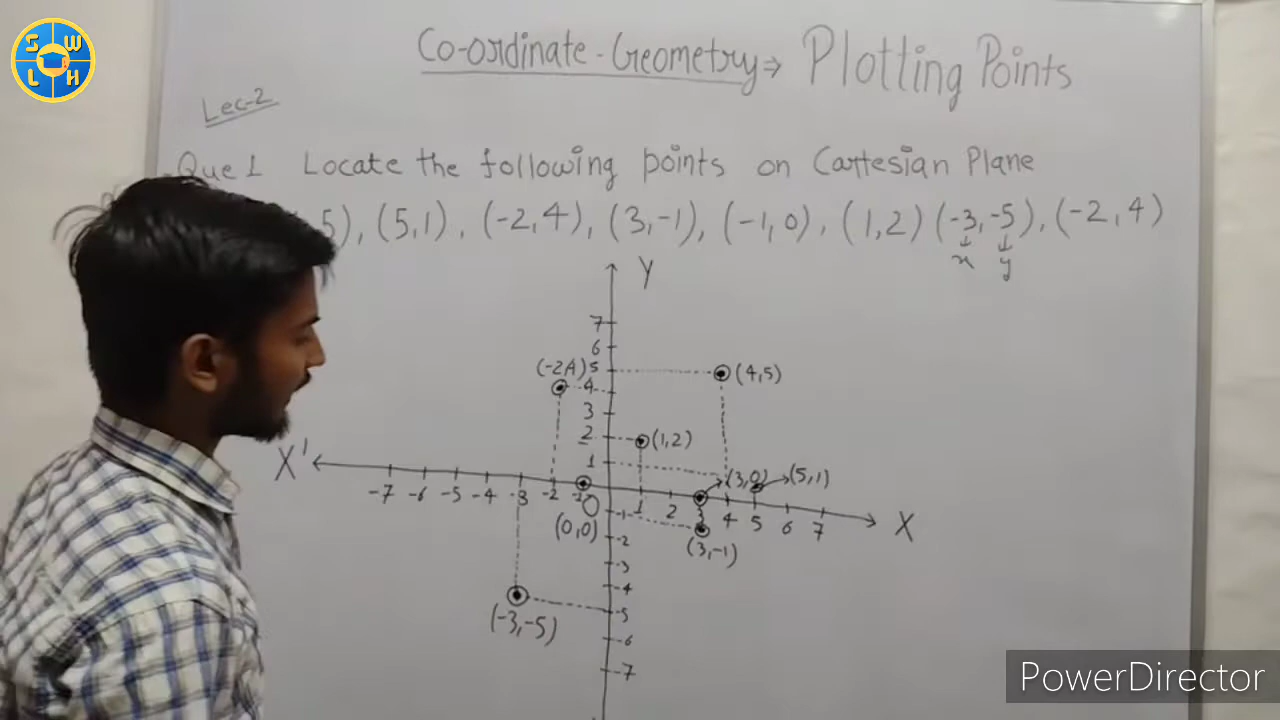 S W
L H
Co-ordinate-Geometry → Plotting Points
Lec-2
Que 1 Locate the following points on Cartesian Plane
5), (5,1), (-2,4), (3,-1), (-1,0), (1,2) (-3,-5), (-2,4)
x y
Y
7
6
(-2,4) 5 (4,5)
4
3
2 (1,2)
1
X' (3,0) (5,1)
-7 -6 -5 -4 -3 -2 -1 O 1 2 3 4 5 6 7 X
(0,0) -1
-2 (3,-1)
-3
-4
-5
(-3,-5)
-6
-7
PowerDirector